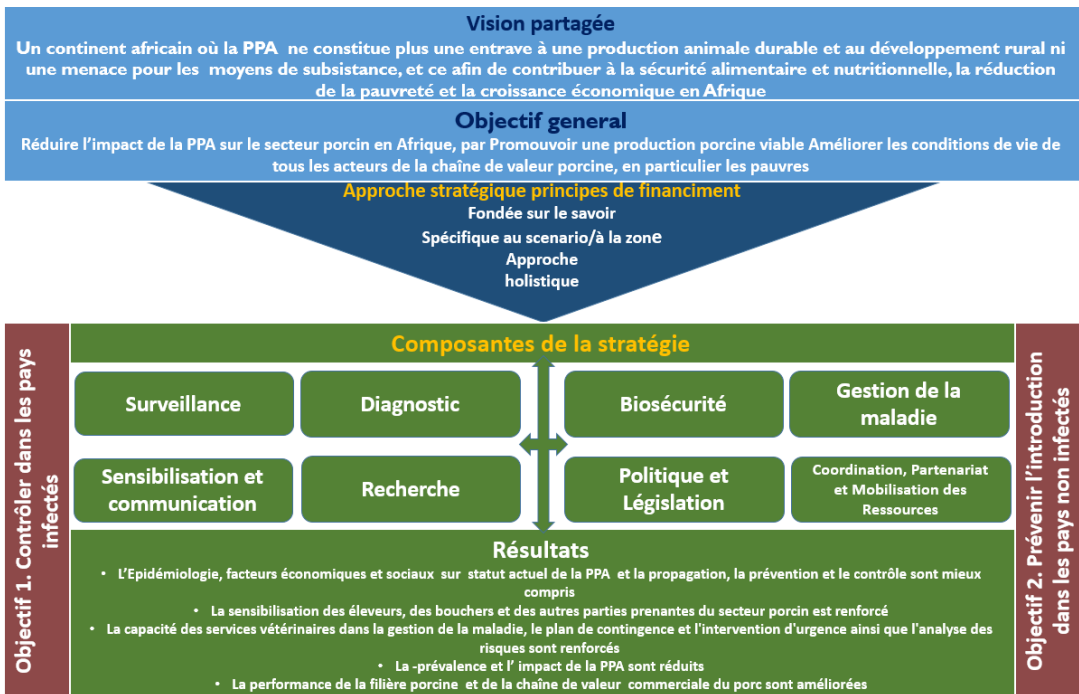 Vision partagée
Un continent africain où la PPA ne constitue plus une entrave à une production animale durable et au développement rural ni
une menace pour les moyens de subsistance, et ce afin de contribuer à la sécurité alimentaire et nutritionnelle, la réduction
de la pauvreté et la croissance économique en Afrique
Objectif general
Réduire l'impact de la PPA sur le secteur porcin en Afrique, par Promouvoir une production porcine viable Améliorer les conditions de vie de
tous les acteurs de la chaîne de valeur porcine, en particulier les pauvres
Approche stratégique principes de financiment
Fondée sur le savoir
Spécifique au scenario/à la zone
Approche
holistique
Objectif 1. Contrôler dans les pays
infectés
Composantes de la stratégie
Surveillance
Diagnostic
Biosécurité
Gestion de la
maladie
Sensibilisation et
communication
Recherche
Politique et
Législation
Coordination, Partenariat
et Mobilisation des
Ressources
Résultats
• L'Epidémiologie, facteurs économiques et sociaux sur statut actuel de la PPA et la propagation, la prévention et le contrôle sont mieux
compris
• La sensibilisation des éleveurs, des bouchers et des autres parties prenantes du secteur porcin est renforcé
• La capacité des services vétérinaires dans la gestion de la maladie, le plan de contingence et l'intervention d'urgence ainsi que l'analyse des
risques sont renforcés
• La -prévalence et l' impact de la PPA sont réduits
• La performance de la filière porcine et de la chaîne de valeur commerciale du porc sont améliorées
Objectif 2. Prévenir l'introduction
dans les pays non infectés